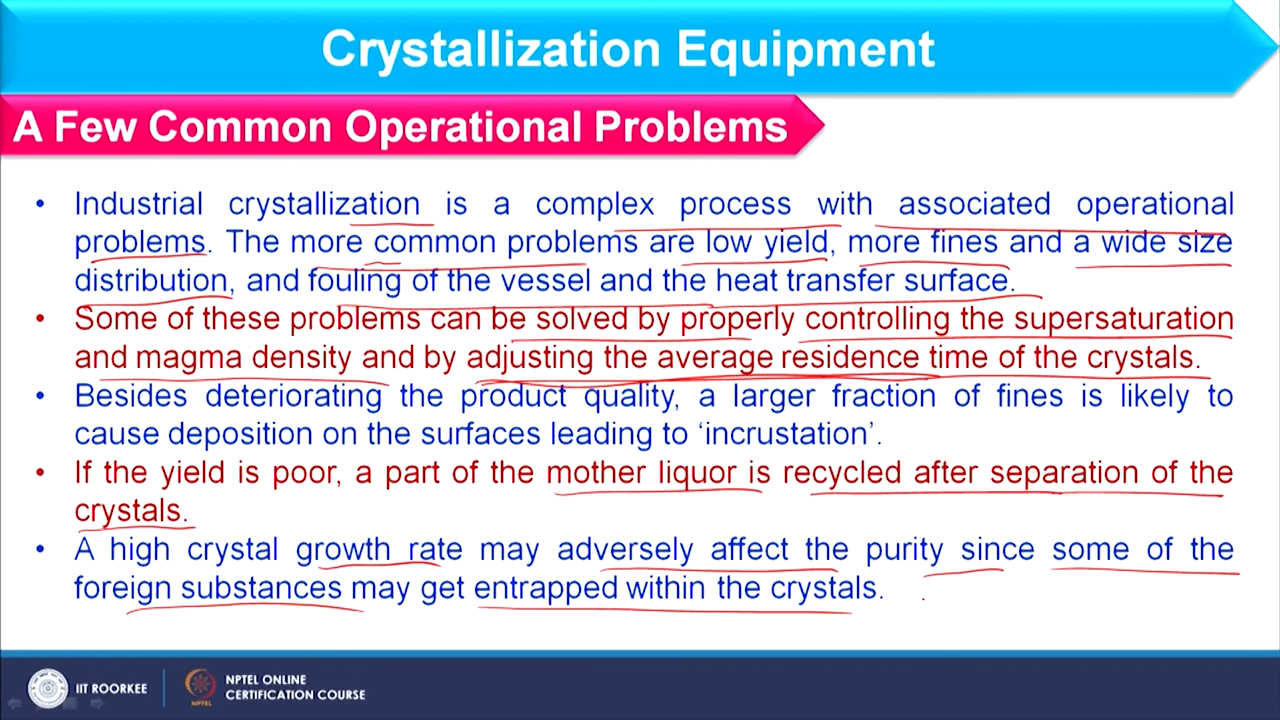 Crystallization Equipment
A Few Common Operational Problems
• Industrial crystallization is a complex process with associated operational
problems. The more common problems are low yield, more fines and a wide size
distribution, and fouling of the vessel and the heat transfer surface.
• Some of these problems can be solved by properly controlling the supersaturation
and magma density and by adjusting the average residence time of the crystals.
• Besides deteriorating the product quality, a larger fraction of fines is likely to
cause deposition on the surfaces leading to ‘incrustation’.
• If the yield is poor, a part of the mother liquor is recycled after separation of the
crystals.
• A high crystal growth rate may adversely affect the purity since some of the
foreign substances may get entrapped within the crystals.
IIT ROORKEE
NPTEL
NPTEL ONLINE
CERTIFICATION COURSE